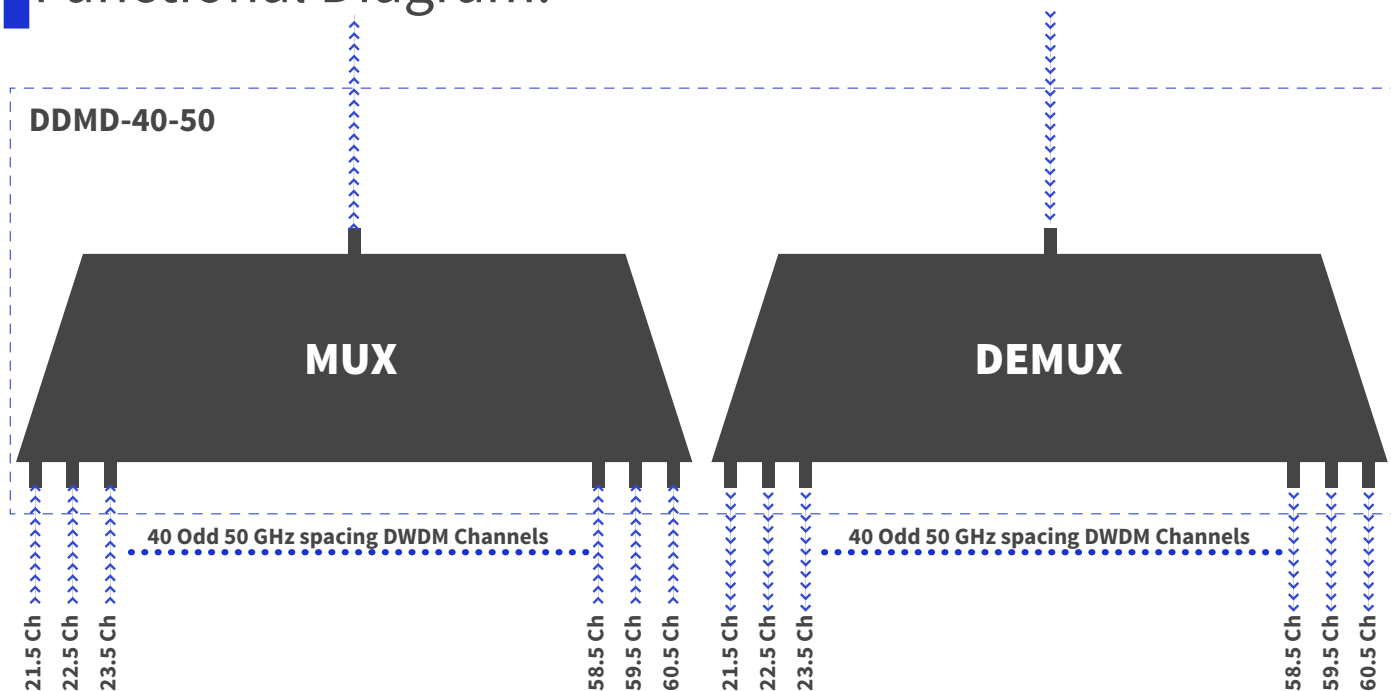 Functional Diagram:
DDMD-40-50
MUX
DEMUX
40 Odd 50 GHz spacing DWDM Channels
40 Odd 50 GHz spacing DWDM Channels
21.5 Ch
22.5 Ch
23.5 Ch
58.5 Ch
59.5 Ch
60.5 Ch
21.5 Ch
22.5 Ch
23.5 Ch
58.5 Ch
59.5 Ch
60.5 Ch